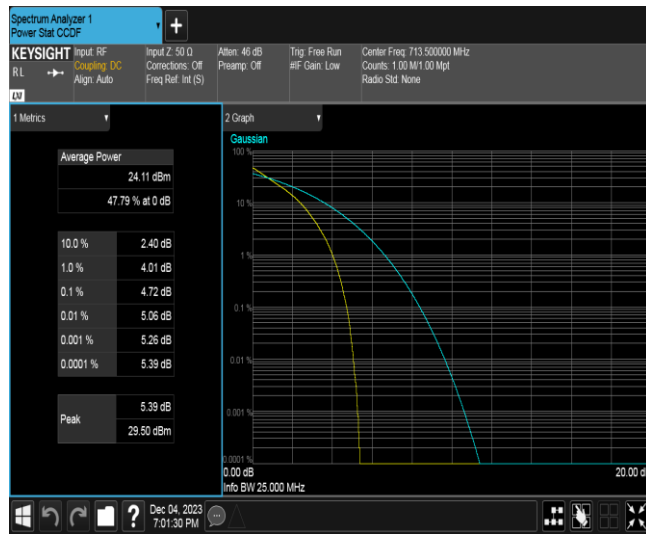 Spectrum Analyzer 1
Power Stat CCDF
+
KEYSIGHT
RL
LXI
Input: RF
Coupling: DC
Align: Auto
Input Z: 50 Ω
Corrections: Off
Freq Ref: Int (S)
Atten: 46 dB
Preamp: Off
Trig: Free Run
#IF Gain: Low
Center Freq: 713.500000 MHz
Counts: 1.00 M/1.00 Mpt
Radio Std: None
1 Metrics
Average Power
24.11 dBm
47.79 % at 0 dB
10.0 % 2.40 dB
1.0 % 4.01 dB
0.1 % 4.72 dB
0.01 % 5.06 dB
0.001 % 5.26 dB
0.0001 % 5.39 dB
Peak
5.39 dB
29.50 dBm
2 Graph
Gaussian
100 %
10 %
1 %
0.1 %
0.01 %
0.001 %
0.0001 %
0.00 dB
20.00 d
Info BW 25.000 MHz
?
Dec 04, 2023
7:01:30 PM